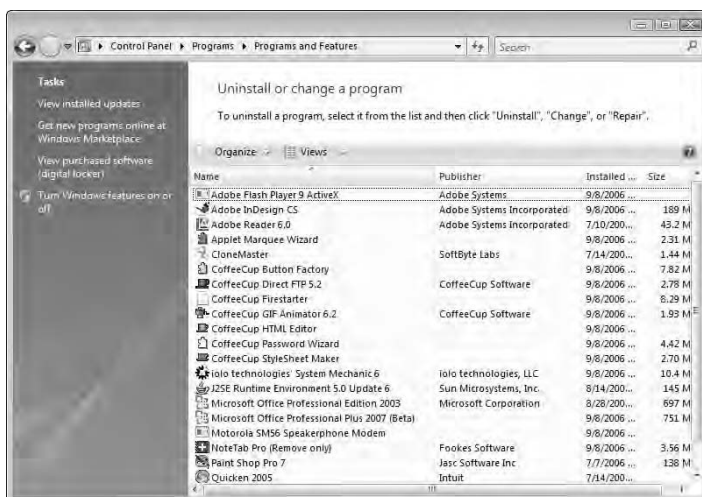 Control Panel ▸ Programs ▸ Programs and Features
Search
Tasks
View installed updates
Get new programs online at
Windows Marketplace
View purchased software
(digital locker)
Turn Windows features on or
off
Uninstall or change a program
To uninstall a program, select it from the list and then click "Uninstall", "Change", or "Repair".
Organize Views
Name Publisher Installed ... Size
Adobe Flash Player 9 ActiveX Adobe Systems 9/8/2006 ...
Adobe InDesign CS Adobe Systems Incorporated 9/8/2006 ... 189 M
Adobe Reader 6.0 Adobe Systems Incorporated 7/10/200... 43.2 M
Applet Marquee Wizard 9/8/2006 ... 2.31 M
CloneMaster SoftByte Labs 7/14/200... 1.44 M
CoffeeCup Button Factory 9/8/2006 ... 7.82 M
CoffeeCup Direct FTP 5.2 CoffeeCup Software 9/8/2006 ... 2.78 M
CoffeeCup Firestarter 9/8/2006 ... 8.29 M
CoffeeCup GIF Animator 6.2 CoffeeCup Software 9/8/2006 ... 1.93 M
CoffeeCup HTML Editor 9/8/2006 ...
CoffeeCup Password Wizard 9/8/2006 ... 4.42 M
CoffeeCup StyleSheet Maker 9/8/2006 ... 2.70 M
iolo technologies' System Mechanic 6 iolo technologies, LLC 9/8/2006 ... 10.4 M
J2SE Runtime Environment 5.0 Update 6 Sun Microsystems, Inc. 8/14/200... 145 M
Microsoft Office Professional Edition 2003 Microsoft Corporation 8/28/200... 697 M
Microsoft Office Professional Plus 2007 (Beta) 9/8/2006 ... 751 M
Motorola SM56 Speakerphone Modem 9/8/2006 ...
NoteTab Pro (Remove only) Fookes Software 9/8/2006 ... 3.56 M
Paint Shop Pro 7 Jasc Software Inc 7/7/2006 ... 138 M
Quicken 2005 Intuit 7/14/200...